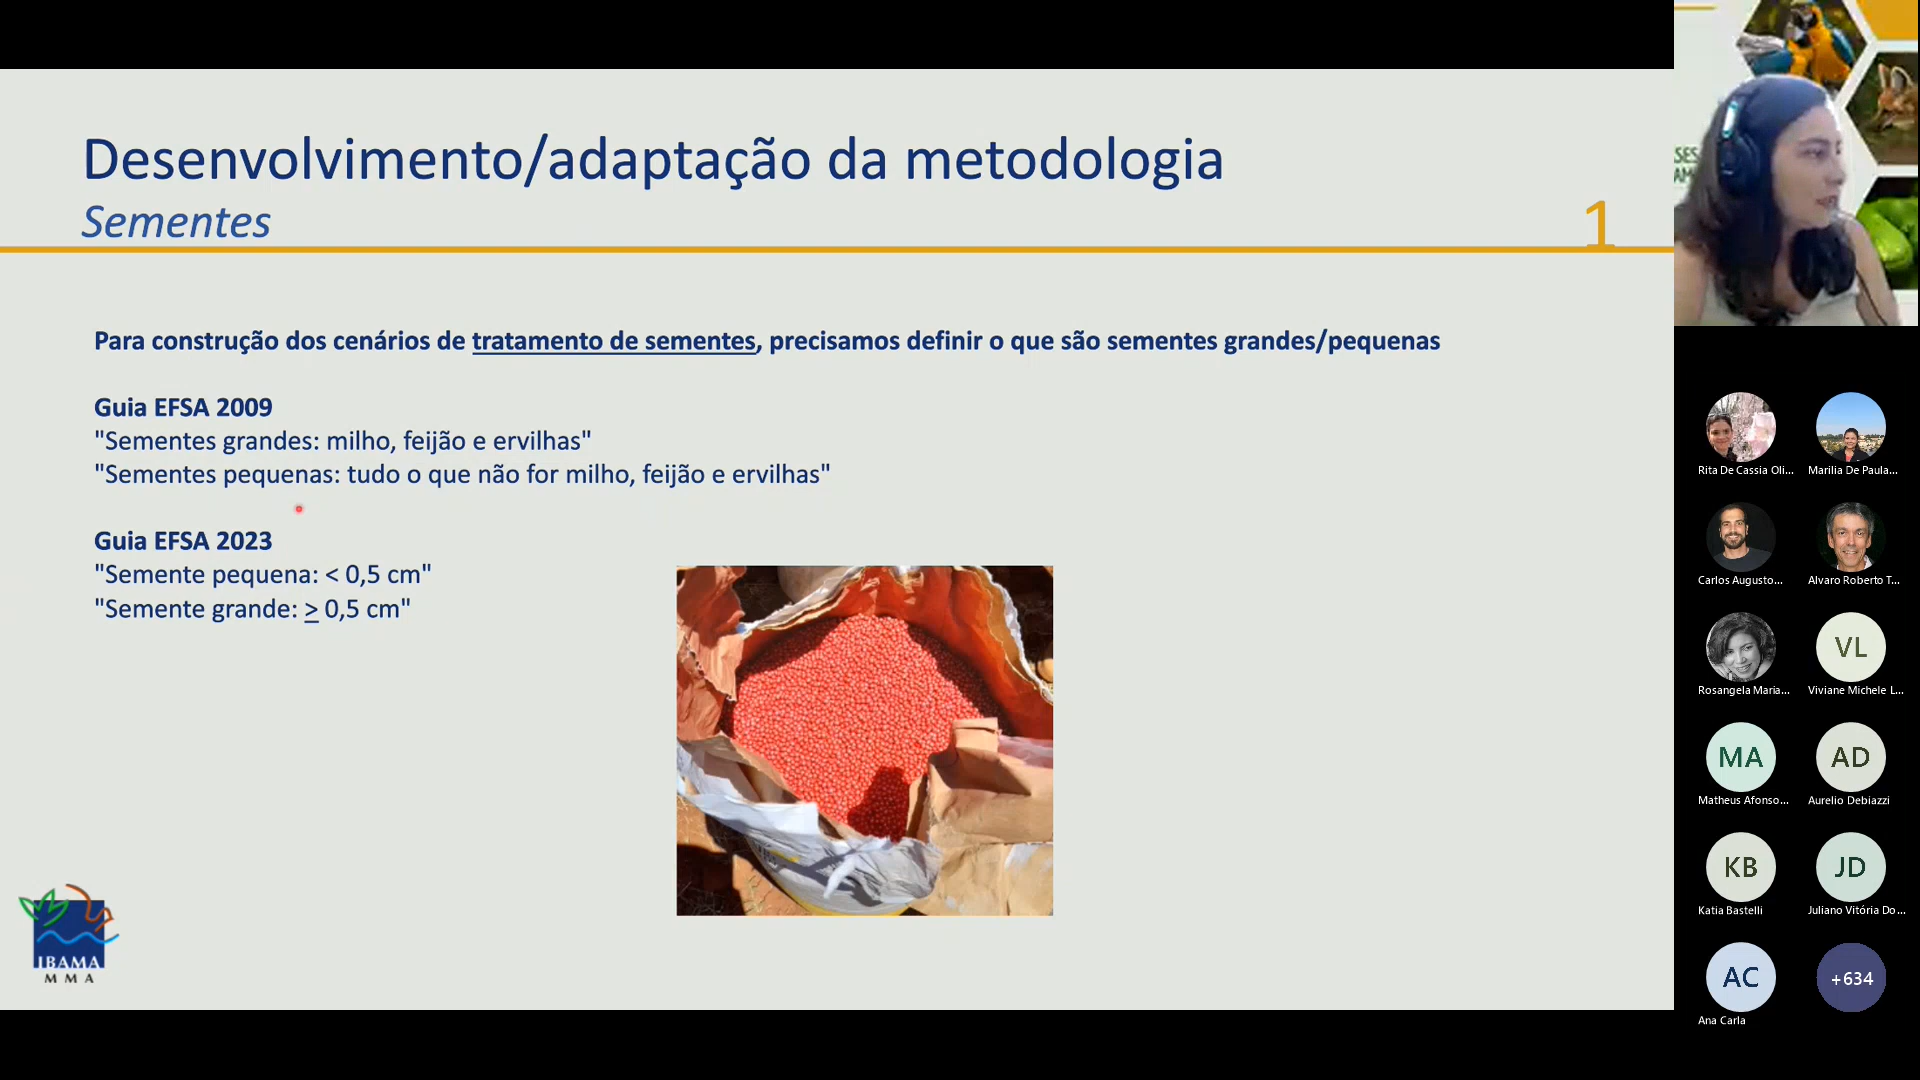 Desenvolvimento/adaptação da metodologia
Sementes
1
Para construção dos cenários de tratamento de sementes, precisamos definir o que são sementes grandes/pequenas
Guia EFSA 2009
"Sementes grandes: milho, feijão e ervilhas"
"Sementes pequenas: tudo o que não for milho, feijão e ervilhas"
Guia EFSA 2023
"Semente pequena: < 0,5 cm"
"Semente grande: ≥ 0,5 cm"
IBAMA
MMA
Rita De Cassia Oli...
Marilia De Paula...
Carlos Augusto...
Alvaro Roberto T...
Rosangela Maria...
VL
Viviane Michele L...
MA
Matheus Afonso...
AD
Aurelio Debiazzi
KB
Katia Bastelli
JD
Juliano Vitória Do...
AC
Ana Carla
+634